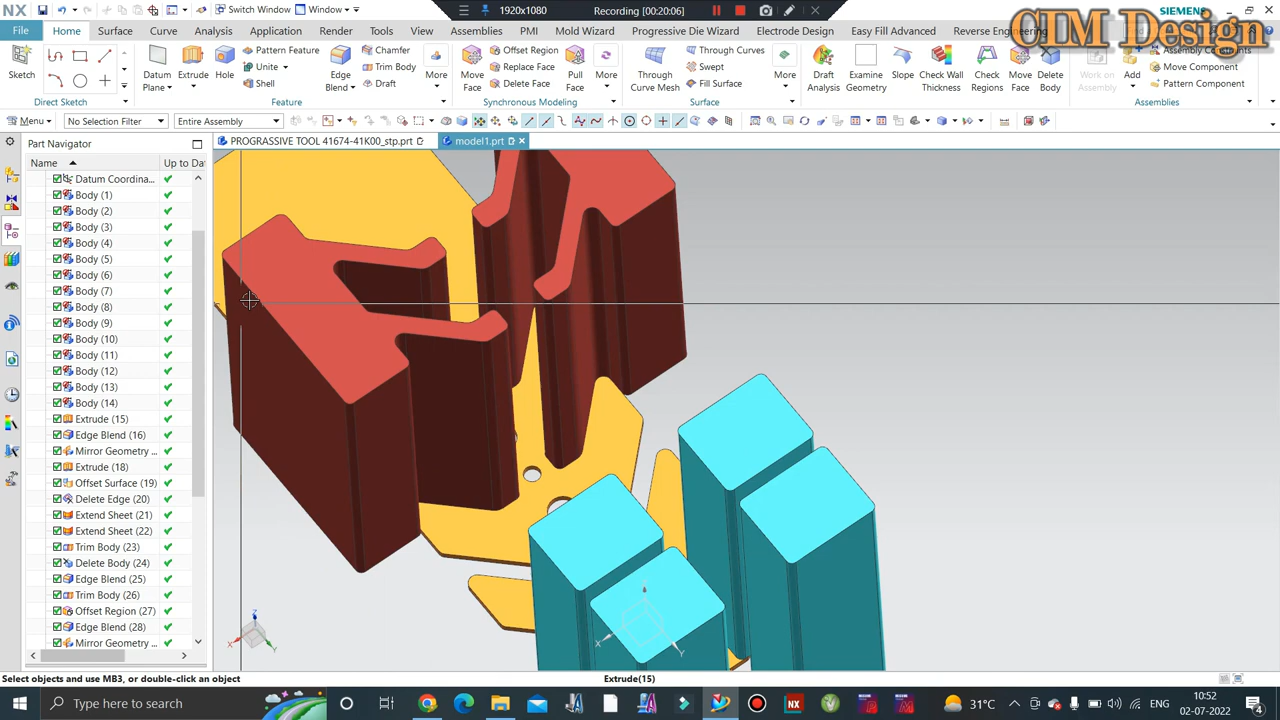 NX
Switch Window
Window
1920x1080
Recording [00:20:06]
SIEMENS
CIM Design
File
Home
Surface
Curve
Analysis
Application
Render
Tools
Assemblies
PMI
Mold Wizard
Progressive Die Wizard
Electrode Design
Easy Fill Advanced
Reverse Engineering
Sketch
Datum Plane
Extrude
Hole
Pattern Feature
Unite
Shell
Edge Blend
Chamfer
Trim Body
Draft
More
Move Face
Offset Region
Replace Face
Delete Face
Pull Face
More
Through Curve Mesh
Through Curves
Swept
Fill Surface
More
Draft Analysis
Examine Geometry
Slope
Check Wall Thickness
Check Regions
Move Face
Delete Body
Work on Assembly
Add
Assembly Constraints
Move Component
Pattern Component
Direct Sketch
Feature
Synchronous Modeling
Surface
Assemblies
Menu
No Selection Filter
Entire Assembly
Part Navigator
PROGRASSIVE TOOL 41674-41K00_stp.prt
model1.prt
Name
Up to Da
Datum Coordina...
Body (1)
Body (2)
Body (3)
Body (4)
Body (5)
Body (6)
Body (7)
Body (8)
Body (9)
Body (10)
Body (11)
Body (12)
Body (13)
Body (14)
Extrude (15)
Edge Blend (16)
Mirror Geometry ...
Extrude (18)
Offset Surface (19)
Delete Edge (20)
Extend Sheet (21)
Extend Sheet (22)
Trim Body (23)
Delete Body (24)
Edge Blend (25)
Trim Body (26)
Offset Region (27)
Edge Blend (28)
Mirror Geometry ...
Z
X
Y
Z
X
Y
Select objects and use MB3, or double-click an object
Extrude(15)
Type here to search
31°C
ENG
10:52
02-07-2022
4